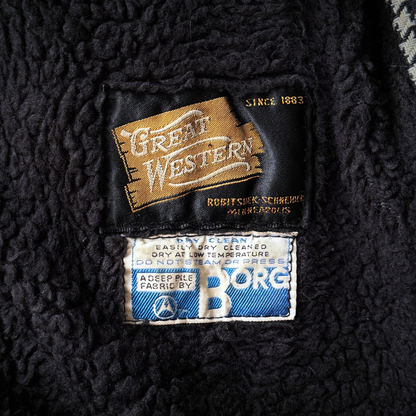 SINCE 1883
GREAT
WESTERN
ROBITSHEK-SCHNEIDER
MINNEAPOLIS
DRY CLEAN
EASILY DRY CLEANED
DRY AT LOW TEMPERATURE
DO NOT STEAM OR PRESS
A DEEP PILE
FABRIC BY
BORG